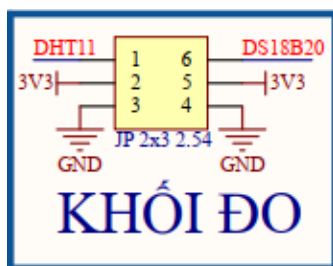 DHT11 1 6 DS18B20
3V3 2 5 3V3
3 4
JP 2x3 2.54
GND GND
KHỐI ĐO